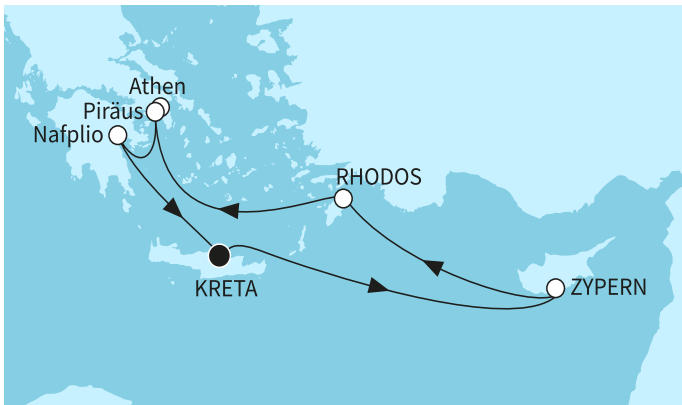 Athen
Piräus
Nafplio
RHODOS
KRETA
ZYPERN